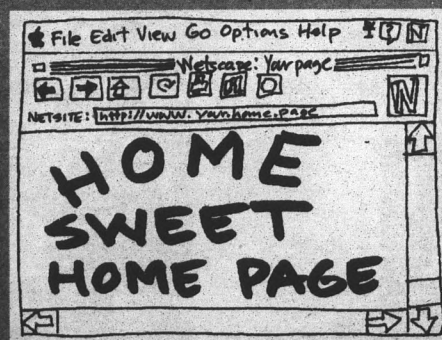 File Edit View Go Options Help ? N
Netscape: Your page
N
NETSITE: http://www.yourhome.page
HOME
SWEET
HOME PAGE